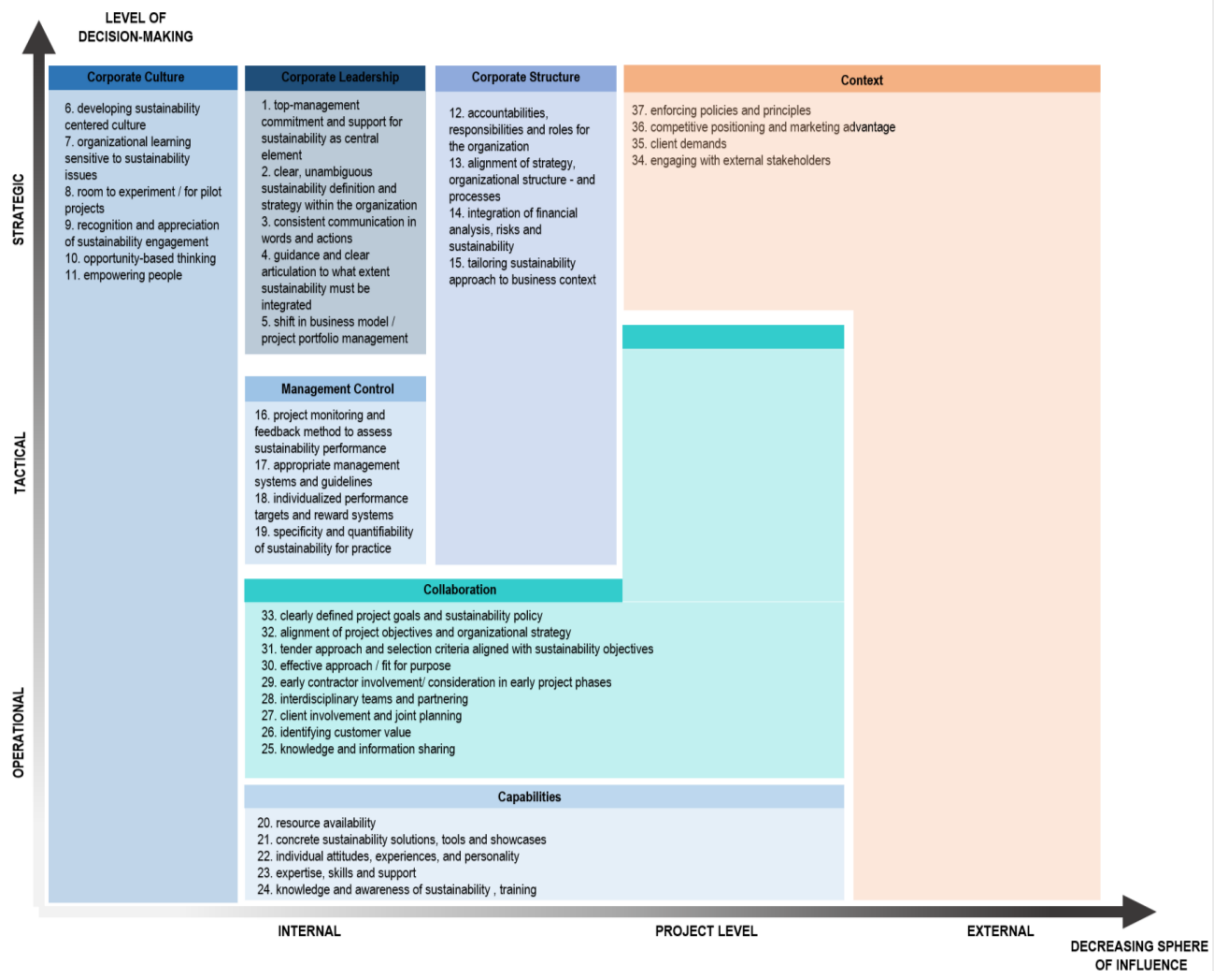 LEVEL OF
DECISION-MAKING
Corporate Culture
6. developing sustainability
centered culture
7. organizational learning
sensitive to sustainability
issues
8. room to experiment / for pilot
projects
9. recognition and appreciation
of sustainability engagement
10. opportunity-based thinking
11. empowering people
Corporate Leadership
1. top-management
commitment and support for
sustainability as central
element
2. clear, unambiguous
sustainability definition and
strategy within the organization
3. consistent communication in
words and actions
4. guidance and clear
articulation to what extent
sustainability must be
integrated
5. shift in business model /
project portfolio management
Corporate Structure
12. accountabilities,
responsibilities and roles for
the organization
13. alignment of strategy,
organizational structure - and
processes
14. integration of financial
analysis, risks and
sustainability
15. tailoring sustainability
approach to business context
Context
37. enforcing policies and principles
36. competitive positioning and marketing advantage
35. client demands
34. engaging with external stakeholders
Management Control
16. project monitoring and
feedback method to assess
sustainability performance
17. appropriate management
systems and guidelines
18. individualized performance
targets and reward systems
19. specificity and quantifiability
of sustainability for practice
Collaboration
33. clearly defined project goals and sustainability policy
32. alignment of project objectives and organizational strategy
31. tender approach and selection criteria aligned with sustainability objectives
30. effective approach / fit for purpose
29. early contractor involvement/ consideration in early project phases
28. interdisciplinary teams and partnering
27. client involvement and joint planning
26. identifying customer value
25. knowledge and information sharing
Capabilities
20. resource availability
21. concrete sustainability solutions, tools and showcases
22. individual attitudes, experiences, and personality
23. expertise, skills and support
24. knowledge and awareness of sustainability , training
STRATEGIC
TACTICAL
OPERATIONAL
INTERNAL
PROJECT LEVEL
EXTERNAL
DECREASING SPHERE
OF INFLUENCE